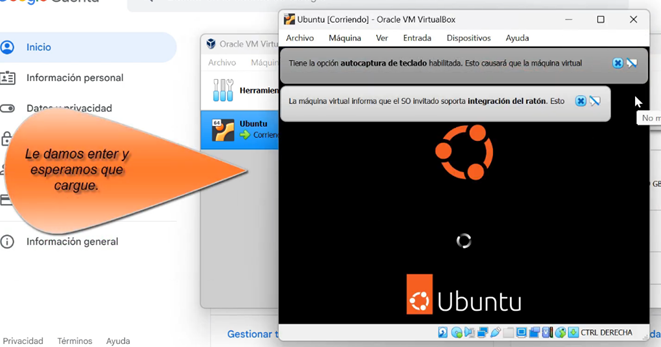 Google Cuenta
Inicio
Información personal
Datos y privacidad
Información general
Privacidad Términos Ayuda
Le damos enter y
esperamos que
cargue.
Oracle VM Virtu
Archivo Máquin
Herramien
64
Ubuntu
Corriendo
Gestionar t
Ubuntu [Corriendo] - Oracle VM VirtualBox
Archivo Máquina Ver Entrada Dispositivos Ayuda
Tiene la opción autocaptura de teclado habilitada. Esto causará que la máquina virtual
La máquina virtual informa que el SO invitado soporta integración del ratón. Esto
No m
Ubuntu
CTRL DERECHA